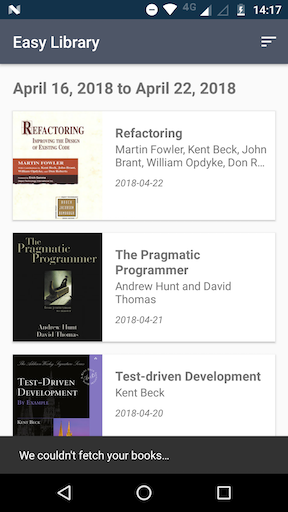 4G 14:17
Easy Library
April 16, 2018 to April 22, 2018
REFACTORING
IMPROVING THE DESIGN
OF EXISTING CODE
MARTIN FOWLER
Refactoring
Martin Fowler, Kent Beck, John
Brant, William Opdyke, Don R…
2018-04-22
The
Pragmatic
Programmer
Andrew Hunt
David Thomas
The Pragmatic
Programmer
Andrew Hunt and David
Thomas
2018-04-21
TEST-DRIVEN
DEVELOPMENT
BY EXAMPLE
KENT BECK
Test-driven Development
Kent Beck
2018-04-20
We couldn't fetch your books…